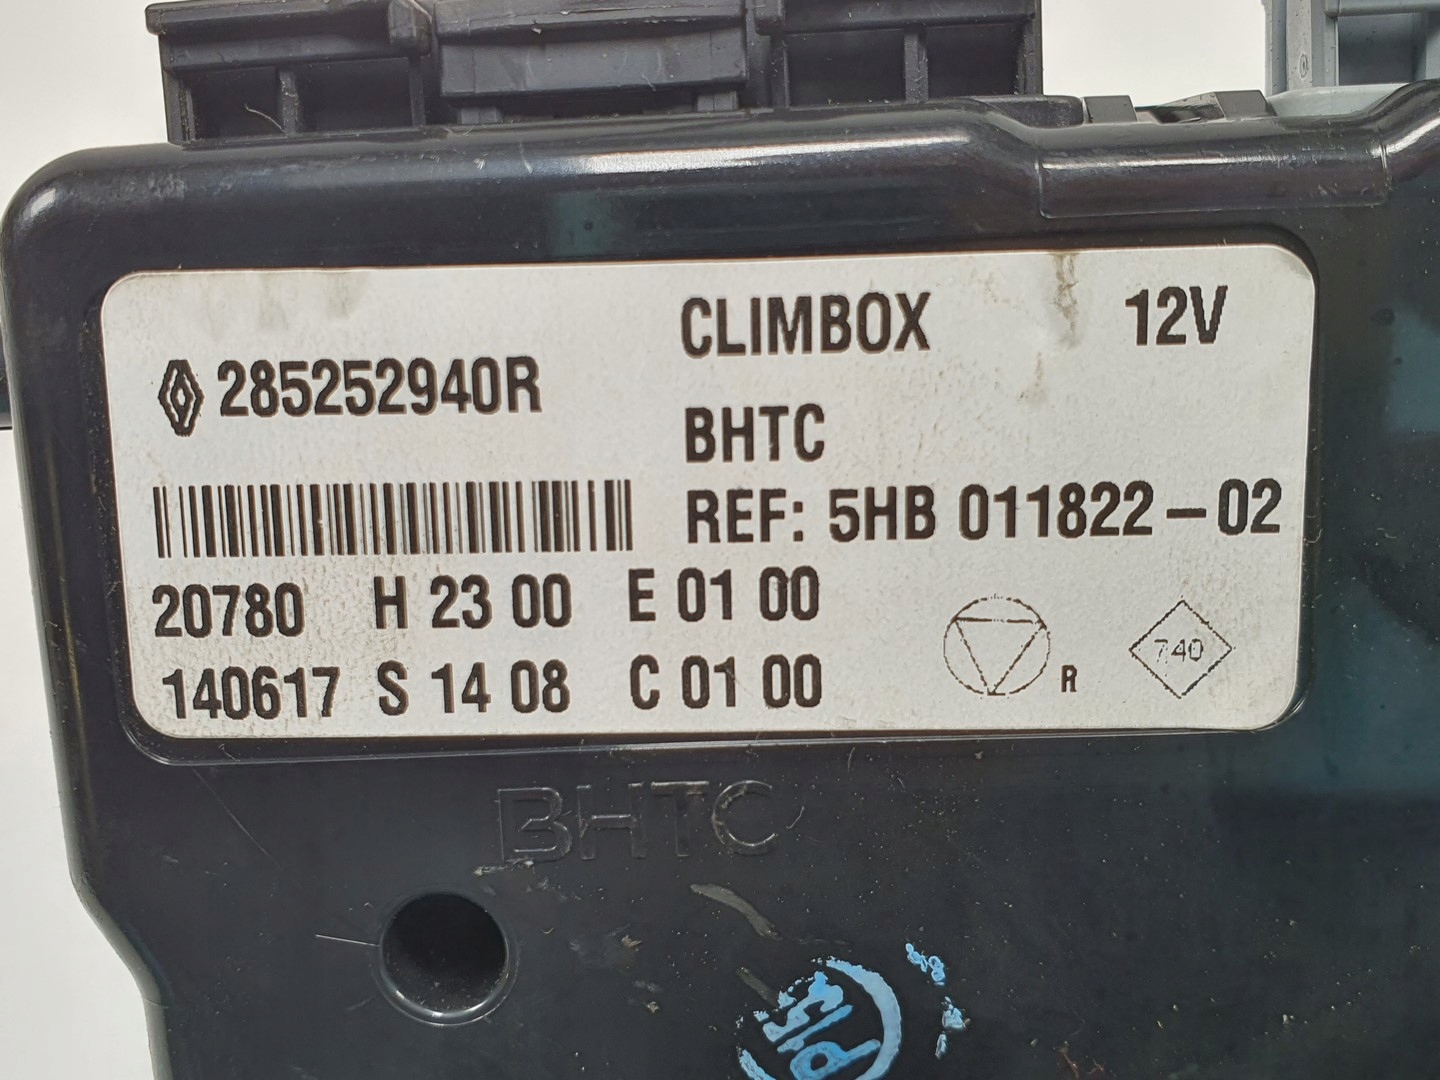 CLIMBOX 12V
285252940R
BHTC
REF: 5HB 011822-02
20780 H 23 00 E 01 00
140617 S 14 08 C 01 00
R
740
BHTC